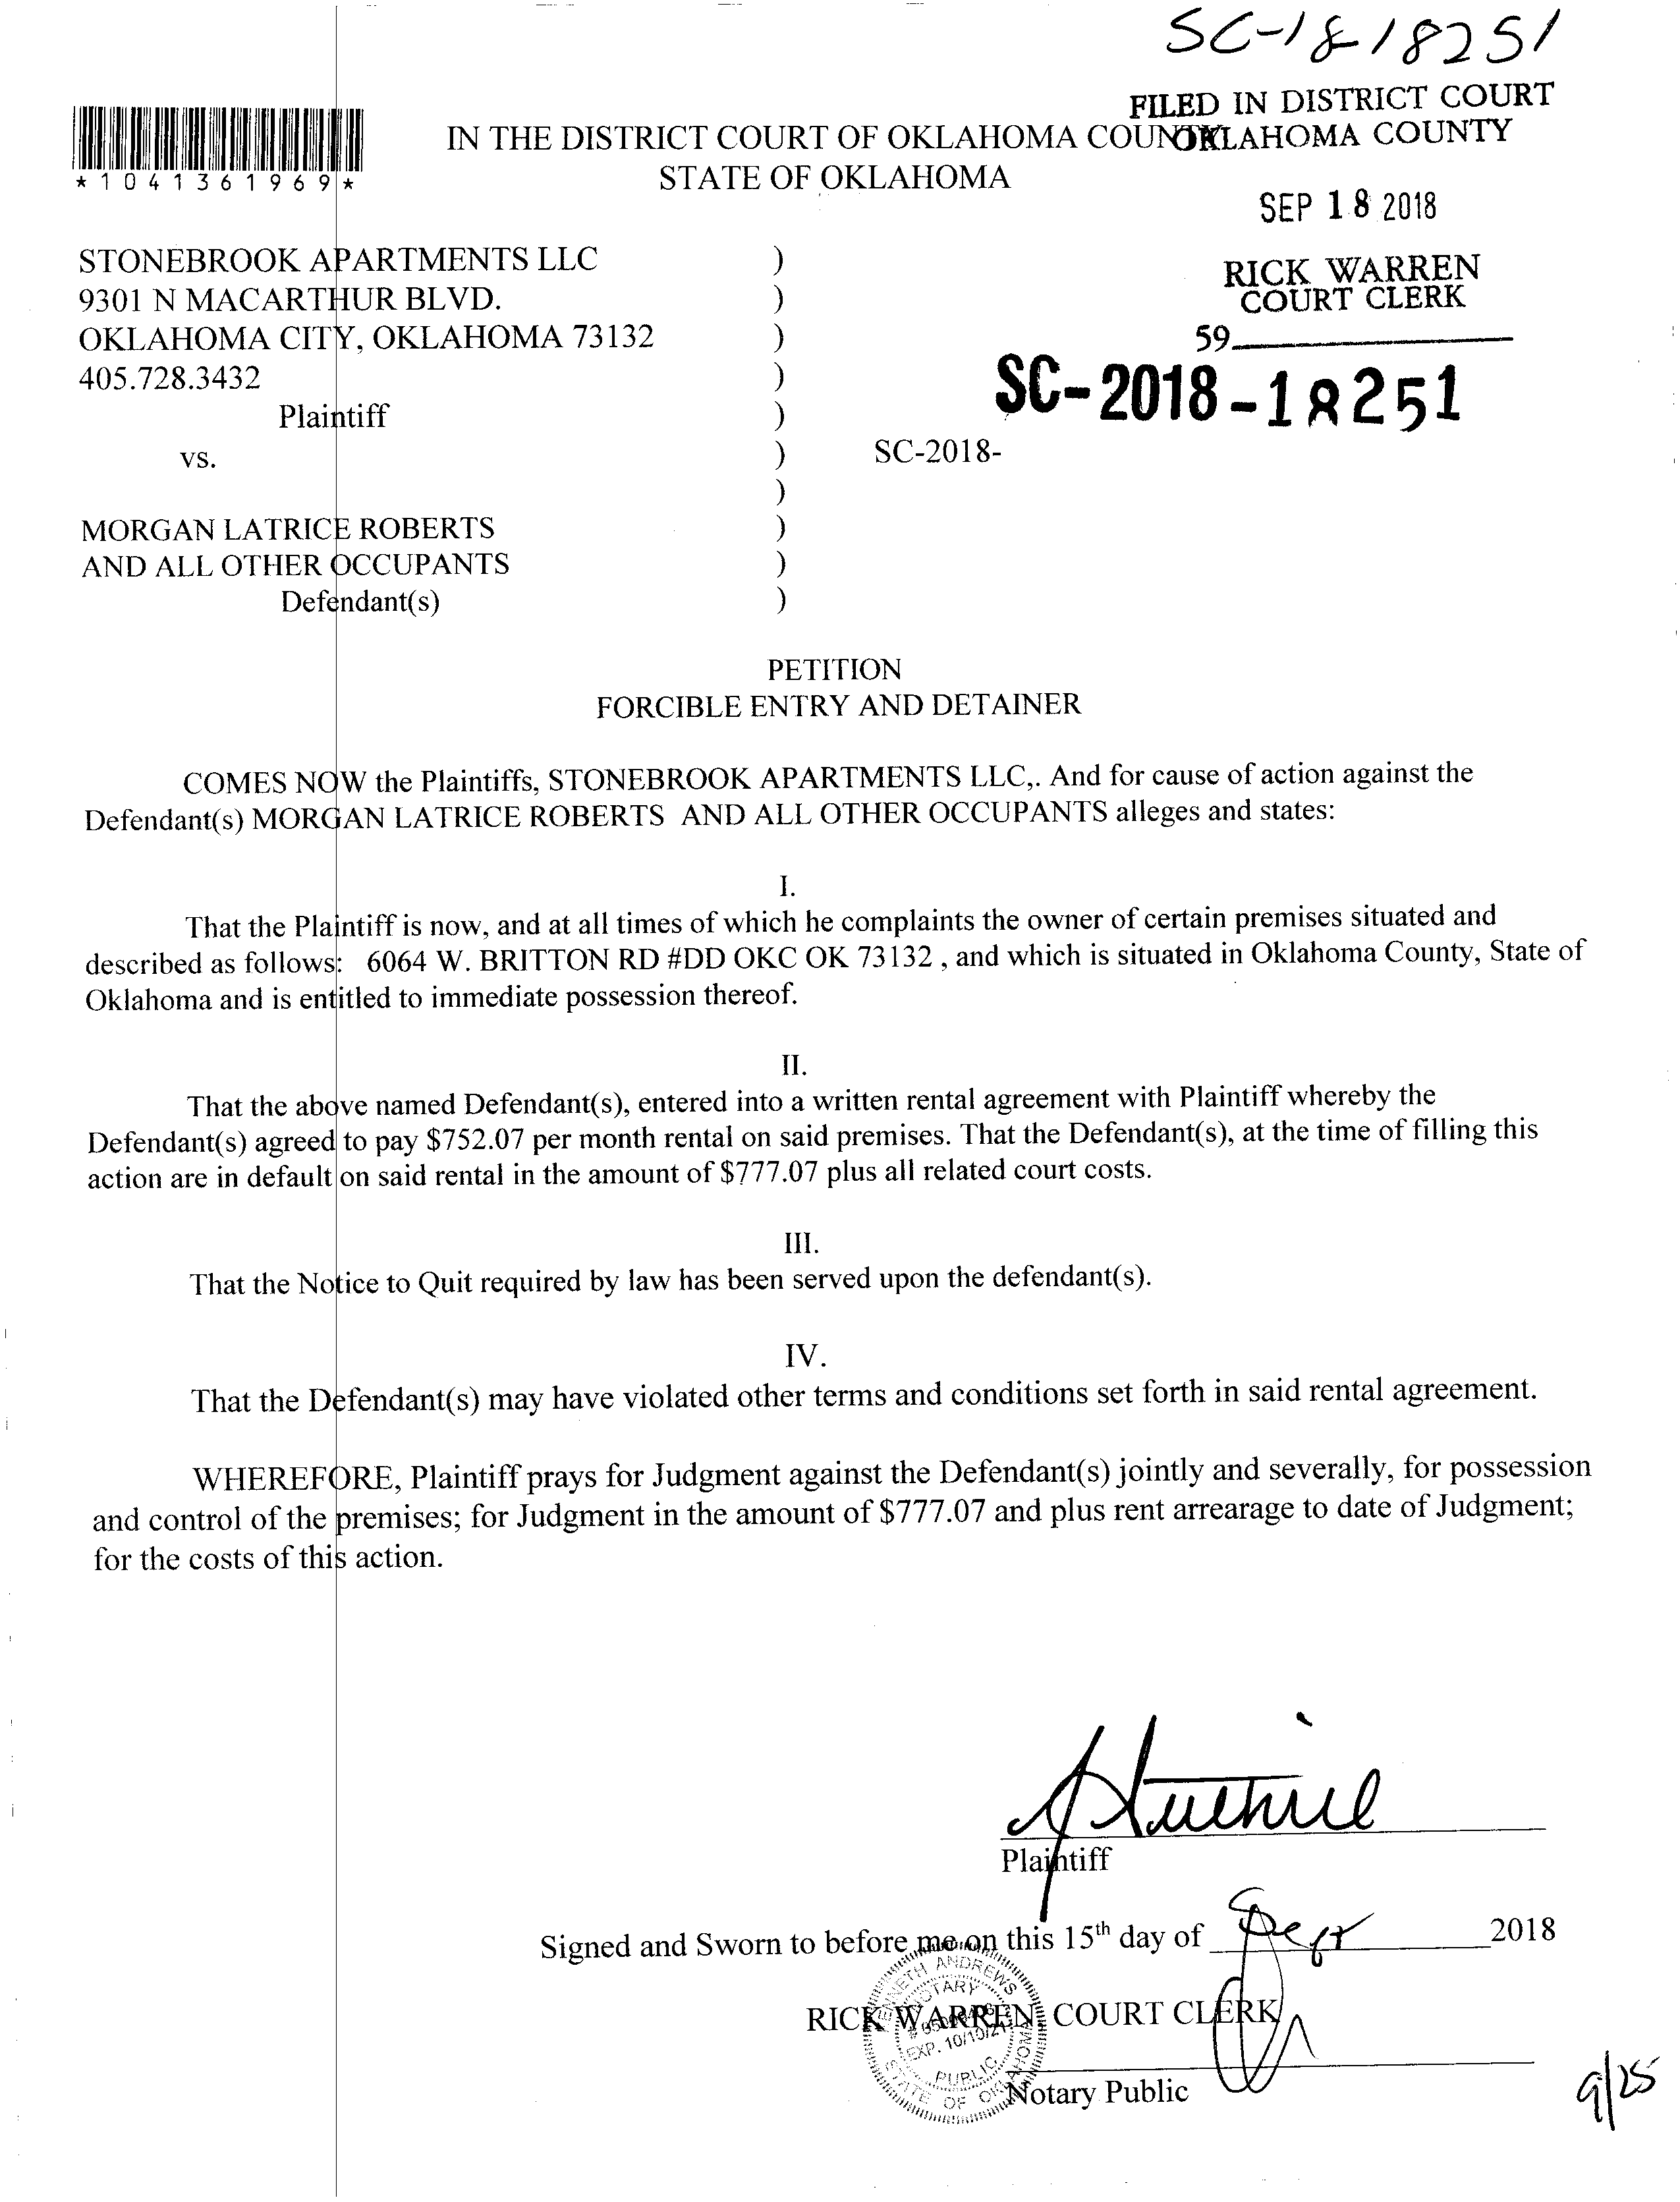 SC-18-18251
FILED IN DISTRICT COURT
OKLAHOMA COUNTY
IN THE DISTRICT COURT OF OKLAHOMA COUNTY
STATE OF OKLAHOMA
*1041361969*
SEP 18 2018
RICK WARREN
COURT CLERK
59
SC-2018-18251
STONEBROOK APARTMENTS LLC )
9301 N MACARTHUR BLVD. )
OKLAHOMA CITY, OKLAHOMA 73132 )
405.728.3432 )
Plaintiff )
vs. ) SC-2018-
)
MORGAN LATRICE ROBERTS )
AND ALL OTHER OCCUPANTS )
Defendant(s) )
PETITION
FORCIBLE ENTRY AND DETAINER
COMES NOW the Plaintiffs, STONEBROOK APARTMENTS LLC,. And for cause of action against the
Defendant(s) MORGAN LATRICE ROBERTS AND ALL OTHER OCCUPANTS alleges and states:
I.
That the Plaintiff is now, and at all times of which he complaints the owner of certain premises situated and
described as follows: 6064 W. BRITTON RD #DD OKC OK 73132 , and which is situated in Oklahoma County, State of
Oklahoma and is entitled to immediate possession thereof.
II.
That the above named Defendant(s), entered into a written rental agreement with Plaintiff whereby the
Defendant(s) agreed to pay $752.07 per month rental on said premises. That the Defendant(s), at the time of filling this
action are in default on said rental in the amount of $777.07 plus all related court costs.
III.
That the Notice to Quit required by law has been served upon the defendant(s).
IV.
That the Defendant(s) may have violated other terms and conditions set forth in said rental agreement.
WHEREFORE, Plaintiff prays for Judgment against the Defendant(s) jointly and severally, for possession
and control of the premises; for Judgment in the amount of $777.07 and plus rent arrearage to date of Judgment;
for the costs of this action.
Plaintiff
Signed and Sworn to before me on this 15th day of Sept 2018
RICK WARREN, COURT CLERK
KENNETH ANDREWS
NOTARY
EXP. 10/10/21
PUBLIC
STATE OF OKLAHOMA
Notary Public
9/25